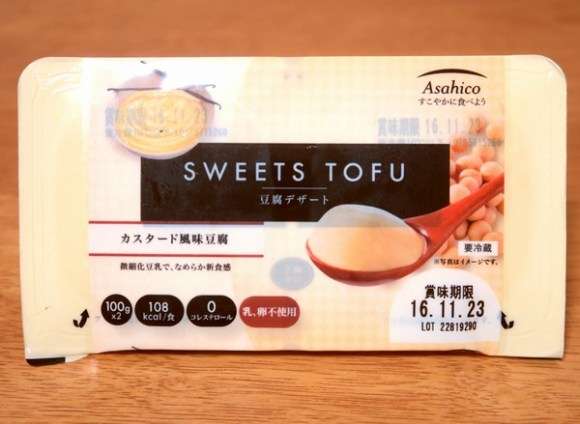 Asahico
すこやかに食べよう
賞味期限 16.11.23
SWEETS TOFU
豆腐デザート
カスタード風味豆腐
微細化豆乳で、なめらか新食感
要冷蔵
※写真はイメージです。
100g
×2
108
kcal/食
0
コレステロール
乳、卵不使用
賞味期限
16.11.23
LOT 22819290